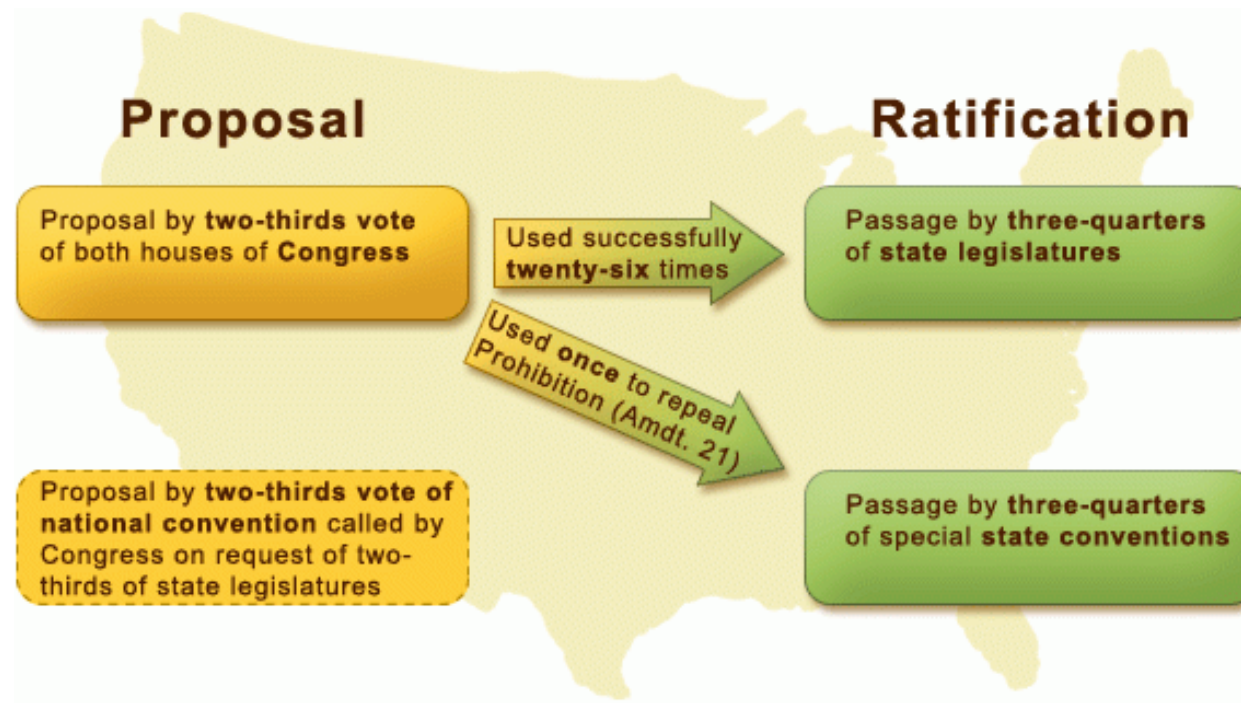 Proposal
Ratification
Proposal by two-thirds vote
of both houses of Congress
Used successfully
twenty-six times
Passage by three-quarters
of state legislatures
Used once to repeal
Prohibition (Amdt. 21)
Proposal by two-thirds vote of
national convention called by
Congress on request of two-
thirds of state legislatures
Passage by three-quarters
of special state conventions